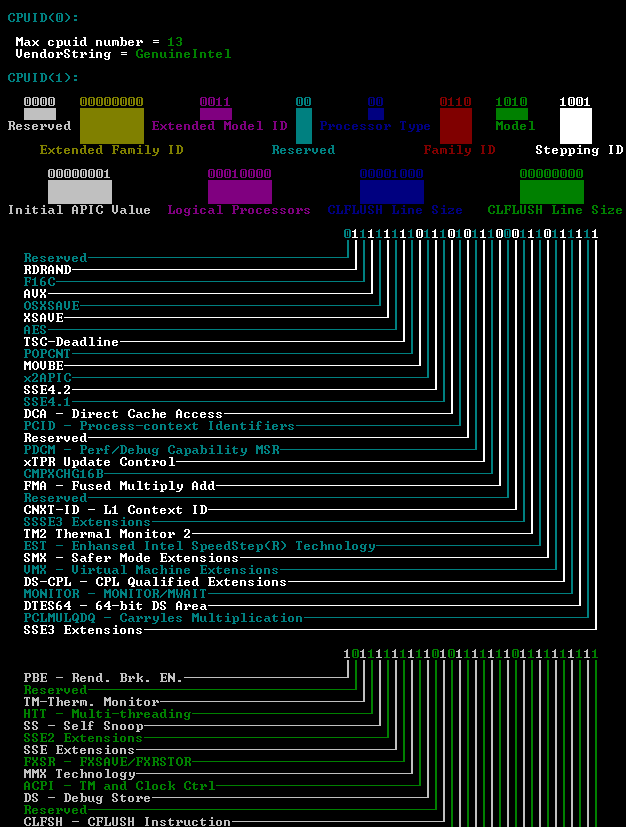 CPUID(0):
Max cpuid number = 13
VendorString = GenuineIntel
CPUID(1):
0000 00000000 0011 00 00 0110 1010 1001
Reserved Extended Model ID Processor Type Model
Extended Family ID Reserved Family ID Stepping ID
00000001 00010000 00001000 00000000
Initial APIC Value Logical Processors CLFLUSH Line Size CLFLUSH Line Size
01111111101110101110001110111111
Reserved
RDRAND
F16C
AVX
OSXSAVE
XSAVE
AES
TSC-Deadline
POPCNT
MOVBE
x2APIC
SSE4.2
SSE4.1
DCA - Direct Cache Access
PCID - Process-context Identifiers
Reserved
PDCM - Perf/Debug Capability MSR
xTPR Update Control
CMPXCHG16B
FMA - Fused Multiply Add
Reserved
CNXT-ID - L1 Context ID
SSSE3 Extensions
TM2 Thermal Monitor 2
EST - Enhansed Intel SpeedStep(R) Technology
SMX - Safer Mode Extensions
VMX - Virtual Machine Extensions
DS-CPL - CPL Qualified Extensions
MONITOR - MONITOR/MWAIT
DTES64 - 64-bit DS Area
PCLMULQDQ - Carryles Multiplication
SSE3 Extensions
10111111111010111111101111111111
PBE - Rend. Brk. EN.
Reserved
TM-Therm. Monitor
HTT - Multi-threading
SS - Self Snoop
SSE2 Extensions
SSE Extensions
FXSR - FXSAVE/FXRSTOR
MMX Technology
ACPI - TM and Clock Ctrl
DS - Debug Store
Reserved
CLFSH - CFLUSH Instruction